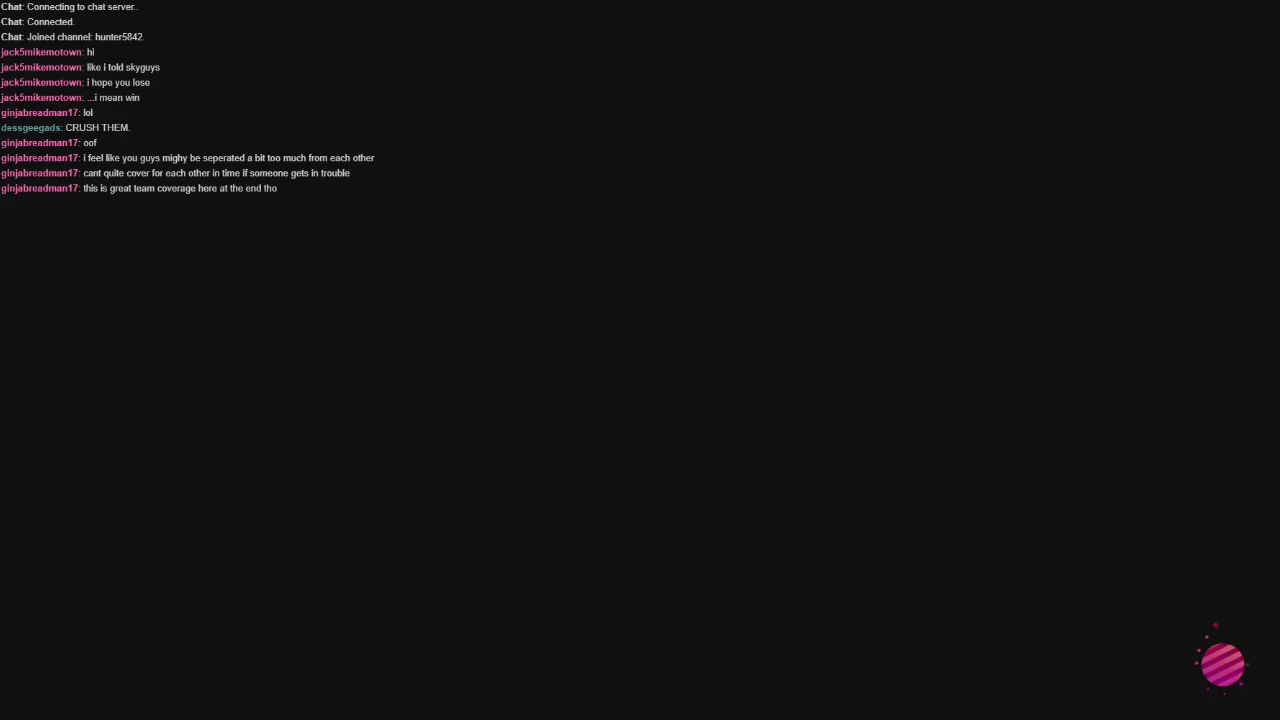 Chat: Connecting to chat server..
Chat: Connected.
Chat: Joined channel: hunter5842.
jack5mikemotown: hi
jack5mikemotown: like i told skyguys
jack5mikemotown: i hope you lose
jack5mikemotown: ...i mean win
ginjabreadman17: lol
dessgeegads: CRUSH THEM.
ginjabreadman17: oof
ginjabreadman17: i feel like you guys mighy be seperated a bit too much from each other
ginjabreadman17: cant quite cover for each other in time if someone gets in trouble
ginjabreadman17: this is great team coverage here at the end tho